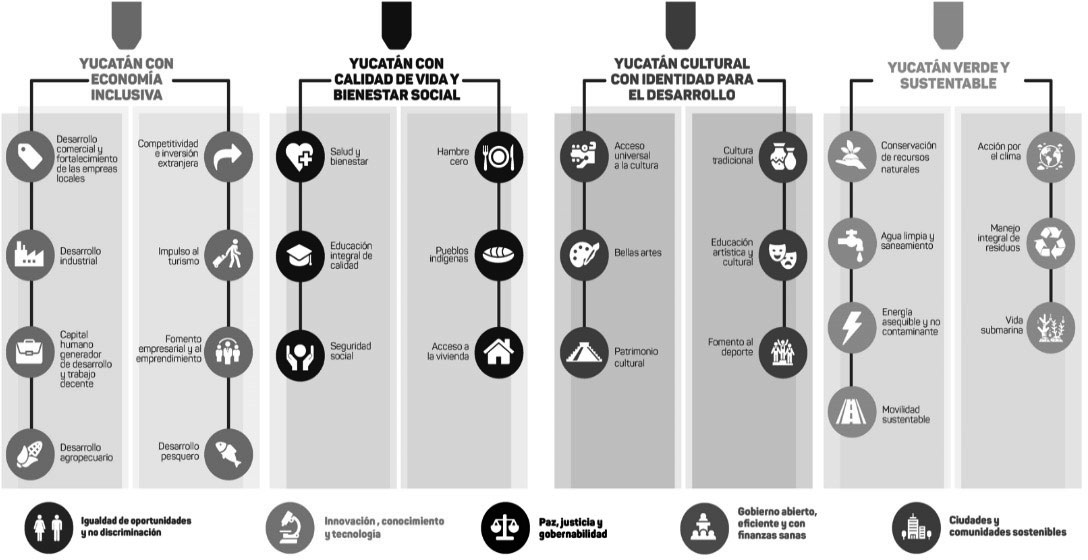 YUCATÁN CON
ECONOMÍA
INCLUSIVA
Desarrollo
comercial y
fortalecimiento
de las empreas
locales
Desarrollo
industrial
Capital
humano
generador
de desarrollo
y trabajo
decente
Desarrollo
agropecuario
Competitividad
e inversión
extranjera
Impulso al
turismo
Fomento
empresarial y al
emprendimiento
Desarrollo
pesquero
YUCATÁN CON
CALIDAD DE VIDA Y
BIENESTAR SOCIAL
Salud y
bienestar
Educación
integral de
calidad
Seguridad
social
Hambre
cero
Pueblos
indígenas
Acceso a
la vivienda
YUCATÁN CULTURAL
CON IDENTIDAD PARA
EL DESARROLLO
Acceso
universal
a la cultura
Bellas artes
Patrimonio
cultural
Cultura
tradicional
Educación
artística y
cultural
Fomento al
deporte
YUCATÁN VERDE Y
SUSTENTABLE
Conservación
de recursos
naturales
Agua limpia y
saneamiento
Energía
asequible y no
contaminante
Movilidad
sustentable
Acción por
el clima
Manejo
integral de
residuos
Vida
submarina
Igualdad de oportunidades
y no discriminación
Innovación , conocimiento
y tecnología
Paz, justicia y
gobernabilidad
Gobierno abierto,
eficiente y con
finanzas sanas
Ciudades y
comunidades sostenibles